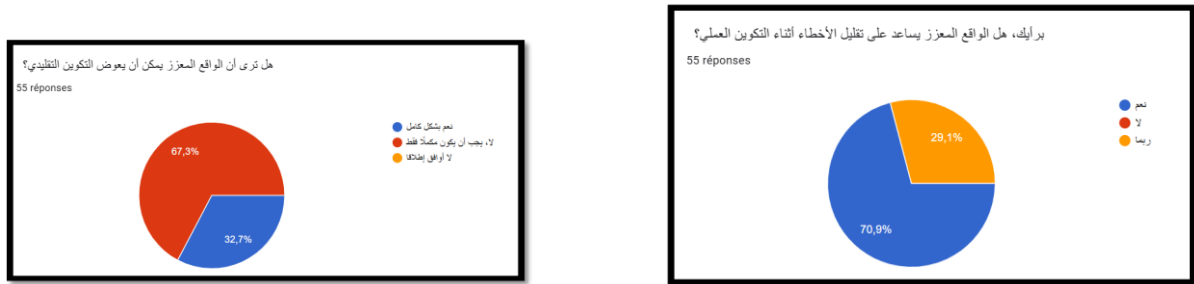 هل ترى أن الواقع المعزز يمكن أن يعوض التكوين التقليدي؟
55 réponses
نعم بشكل كامل
لا، يجب أن يكون مكملًا فقط
لا أوافق إطلاقا
67,3%
32,7%
برأيك، هل الواقع المعزز يساعد على تقليل الأخطاء أثناء التكوين العملي؟
55 réponses
نعم
لا
ربما
29,1%
70,9%